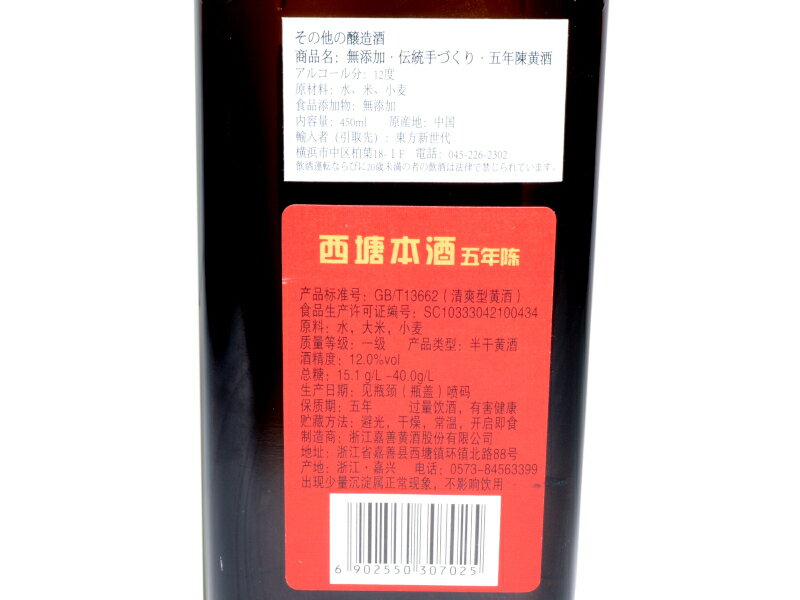 その他の醸造酒
商品名：無添加・伝統手づくり・五年陳黄酒
アルコール分：12度
原材料：水、米、小麦
食品添加物：無添加
内容量：450ml　原産地：中国
輸入者（引取先）：東方新世代
横浜市中区柏葉18-1F　電話：045-226-2302
飲酒運転ならびに20歳未満の者の飲酒は法律で禁じられています。
西塘本酒五年陈
产品标准号：GB/T13662（清爽型黄酒）
食品生产许可证编号：SC10333042100434
原料：水，大米，小麦
质量等级：一级　产品类型：半干黄酒
酒精度：12.0%vol
总糖：15.1 g/L -40.0g/L
生产日期：见瓶颈（瓶盖）喷码
保质期：五年　过量饮酒，有害健康
贮藏方法：避光，干燥，常温，开启即食
制造商：浙江嘉善黄酒股份有限公司
地址：浙江省嘉善县西塘镇环镇北路88号
产地：浙江·嘉兴　电话：0573-84563399
出现少量沉淀属正常现象，不影响饮用
6 902550 307025